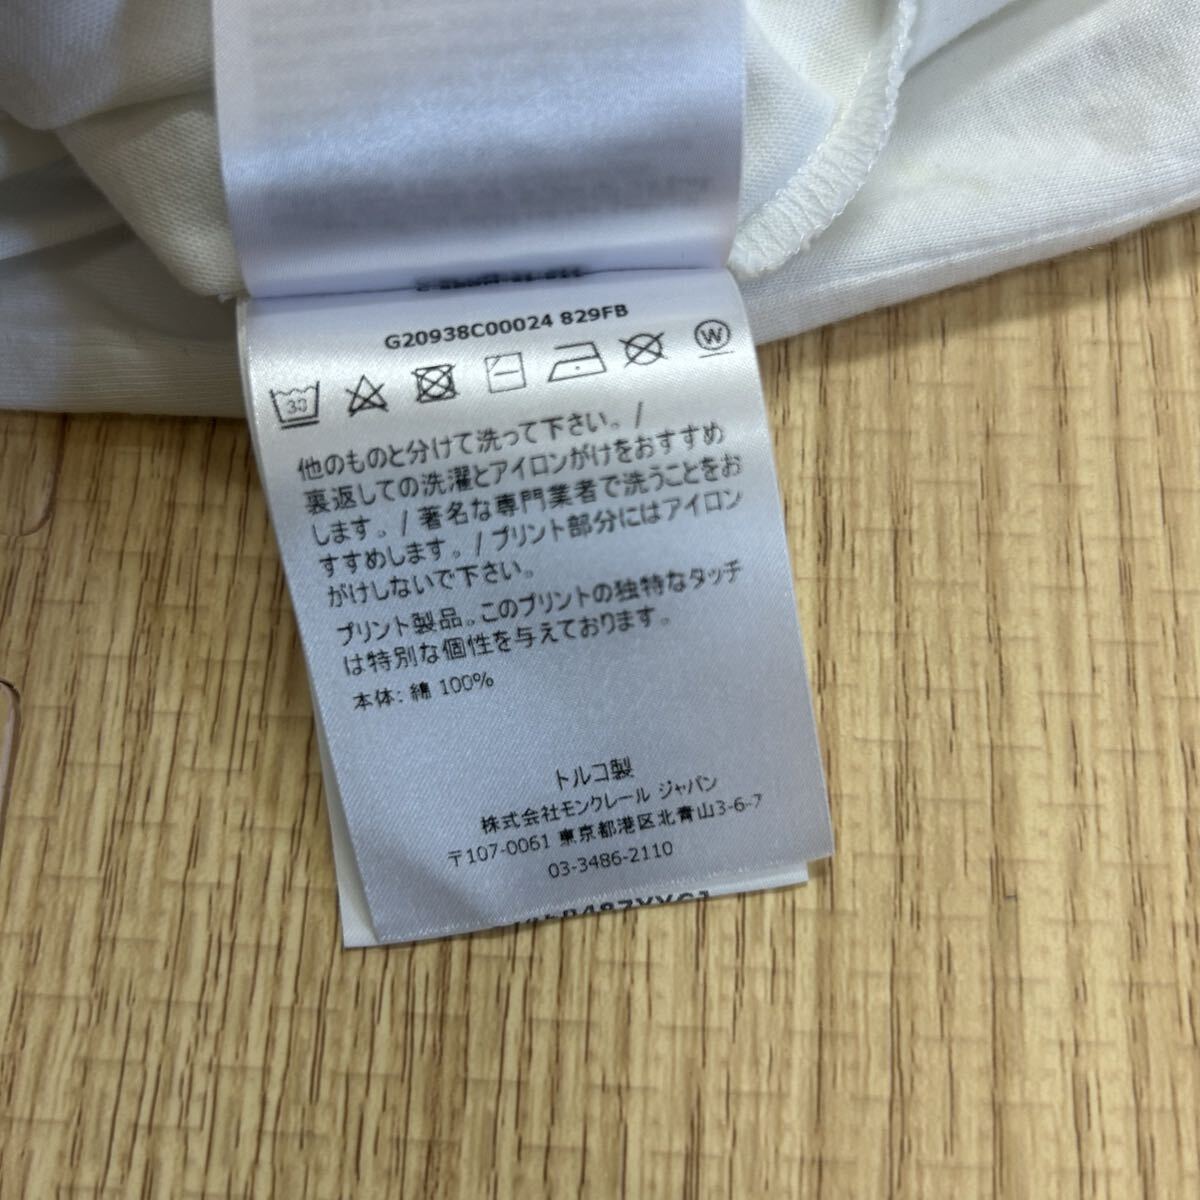 G20938C00024 829FB
30
W
他のものと分けて洗って下さい。/
裏返しての洗濯とアイロンがけをおすすめ
します。/ 著名な専門業者で洗うことをお
すすめします。/ プリント部分にはアイロン
がけしないで下さい。
プリント製品。このプリントの独特なタッチ
は特別な個性を与えております。
本体: 綿 100%
トルコ製
株式会社モンクレール ジャパン
〒107-0061 東京都港区北青山3-6-7
03-3486-2110